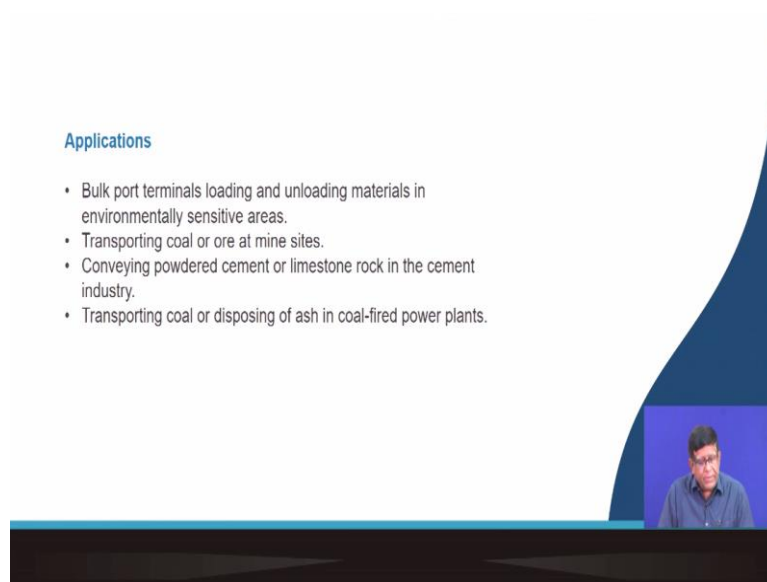 Applications
• Bulk port terminals loading and unloading materials in
environmentally sensitive areas.
• Transporting coal or ore at mine sites.
• Conveying powdered cement or limestone rock in the cement
industry.
• Transporting coal or disposing of ash in coal-fired power plants.